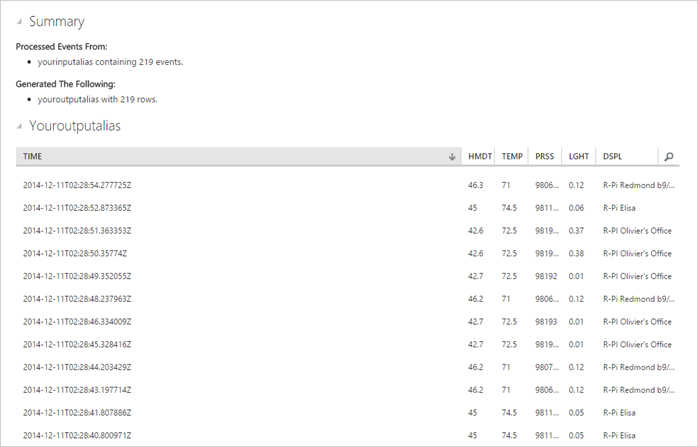 Summary
Processed Events From:
yourinputalias containing 219 events.
Generated The Following:
youroutputalias with 219 rows.
Youroutputalias
TIME HMDT TEMP PRSS LGHT DSPL
2014-12-11T02:28:54.277725Z 46.3 71 9806... 0.12 R-Pi Redmond b9/...
2014-12-11T02:28:52.873365Z 45 74.5 9811... 0.06 R-Pi Elisa
2014-12-11T02:28:51.363353Z 42.6 72.5 9819... 0.37 R-PI Olivier's Office
2014-12-11T02:28:50.35774Z 42.6 72.5 9819... 0.38 R-PI Olivier's Office
2014-12-11T02:28:49.352055Z 42.7 72.5 98192 0.01 R-PI Olivier's Office
2014-12-11T02:28:48.237963Z 46.2 71 9806... 0.12 R-Pi Redmond b9/...
2014-12-11T02:28:46.334009Z 42.7 72.5 98193 0.01 R-PI Olivier's Office
2014-12-11T02:28:45.328416Z 42.7 72.5 9819... 0.01 R-PI Olivier's Office
2014-12-11T02:28:44.203429Z 46.2 71 9807... 0.12 R-Pi Redmond b9/...
2014-12-11T02:28:43.197714Z 46.2 71 9806... 0.12 R-Pi Redmond b9/...
2014-12-11T02:28:41.807886Z 45 74.5 9811... 0.05 R-Pi Elisa
2014-12-11T02:28:40.800971Z 45 74.5 9811... 0.05 R-Pi Elisa